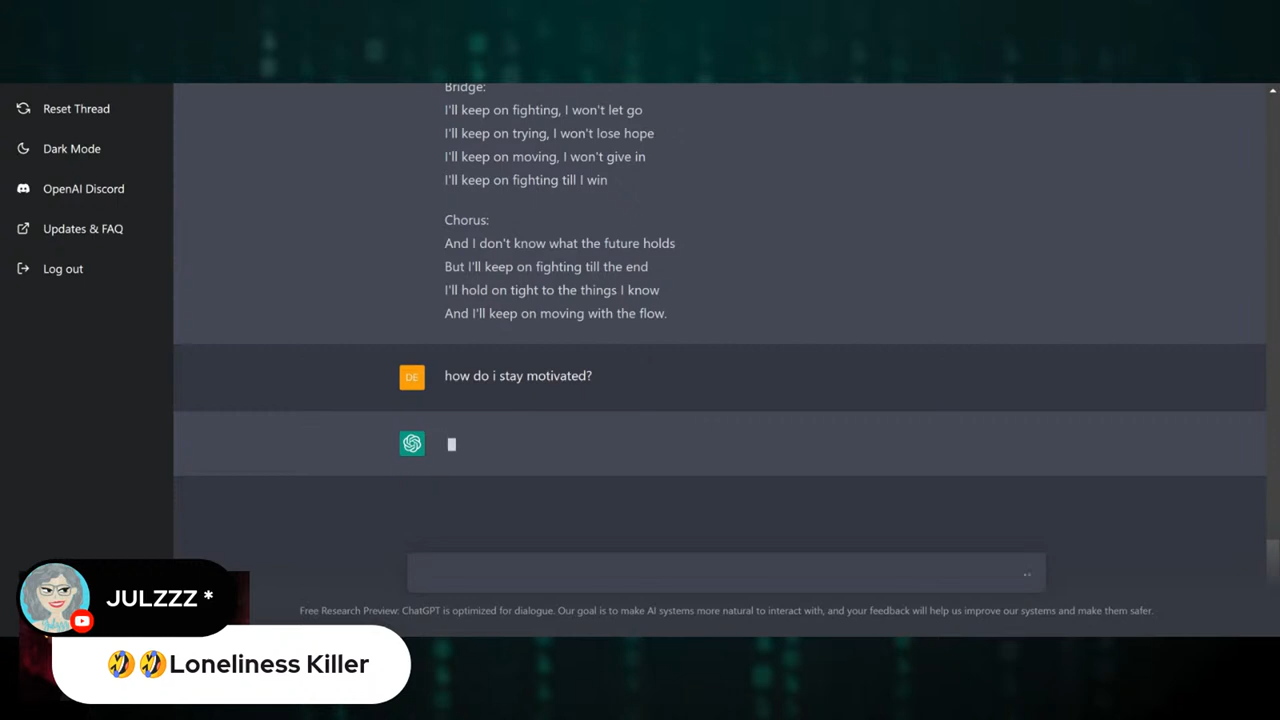 Reset Thread
Dark Mode
OpenAI Discord
Updates & FAQ
Log out
Bridge:
I'll keep on fighting, I won't let go
I'll keep on trying, I won't lose hope
I'll keep on moving, I won't give in
I'll keep on fighting till I win
Chorus:
And I don't know what the future holds
But I'll keep on fighting till the end
I'll hold on tight to the things I know
And I'll keep on moving with the flow.
DE
how do i stay motivated?
Free Research Preview: ChatGPT is optimized for dialogue. Our goal is to make AI systems more natural to interact with, and your feedback will help us improve our systems and make them safer.
JULZZZ *
🤣🤣Loneliness Killer